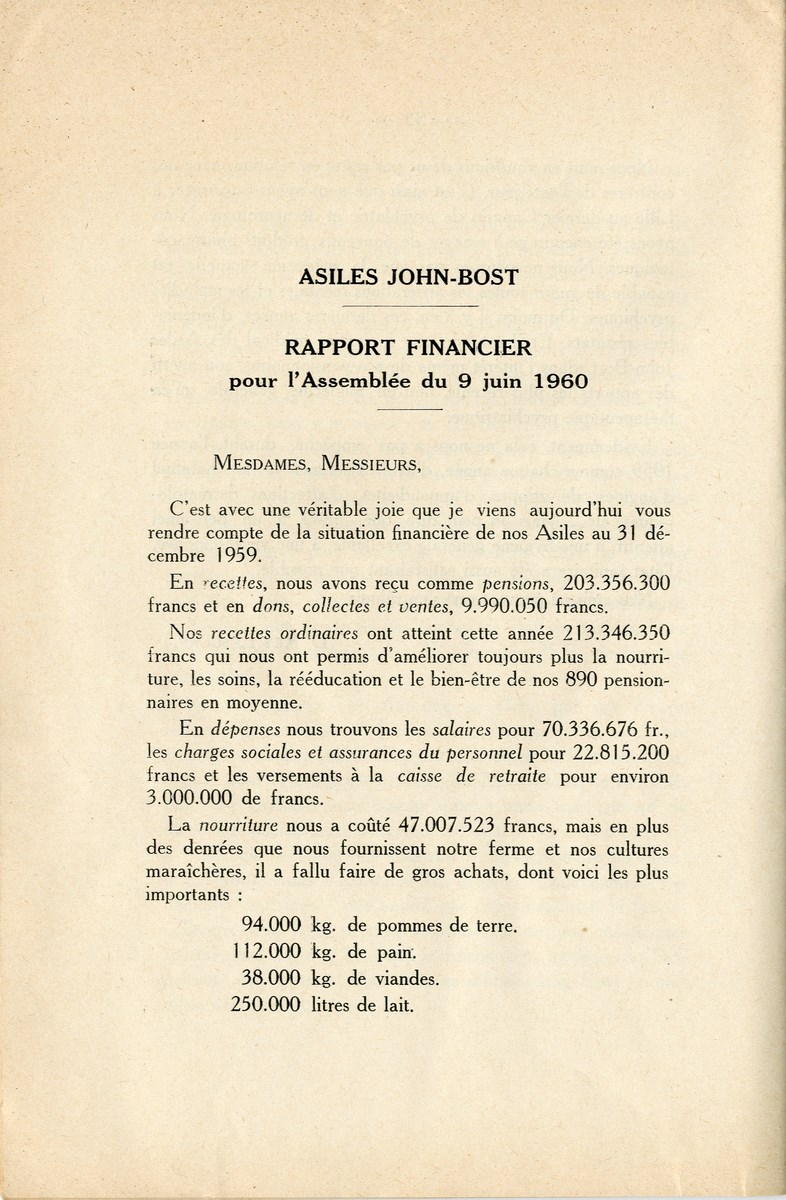 ASILES JOHN-BOST
RAPPORT FINANCIER
pour l'Assemblée du 9 juin 1960
MESDAMES, MESSIEURS,
C'est avec une véritable joie que je viens aujourd'hui vous
rendre compte de la situation financière de nos Asiles au 31 dé-
cembre 1959.
En recettes, nous avons reçu comme pensions, 203.356.300
francs et en dons, collectes et ventes, 9.990.050 francs.
Nos recettes ordinaires ont atteint cette année 213.346.350
francs qui nous ont permis d'améliorer toujours plus la nourri-
ture, les soins, la rééducation et le bien-être de nos 890 pension-
naires en moyenne.
En dépenses nous trouvons les salaires pour 70.336.676 fr.,
les charges sociales et assurances du personnel pour 22.815.200
francs et les versements à la caisse de retraite pour environ
3.000.000 de francs.
La nourriture nous a coûté 47.007.523 francs, mais en plus
des denrées que nous fournissent notre ferme et nos cultures
maraîchères, il a fallu faire de gros achats, dont voici les plus
importants :
94.000 kg. de pommes de terre.
112.000 kg. de pain.
38.000 kg. de viandes.
250.000 litres de lait.